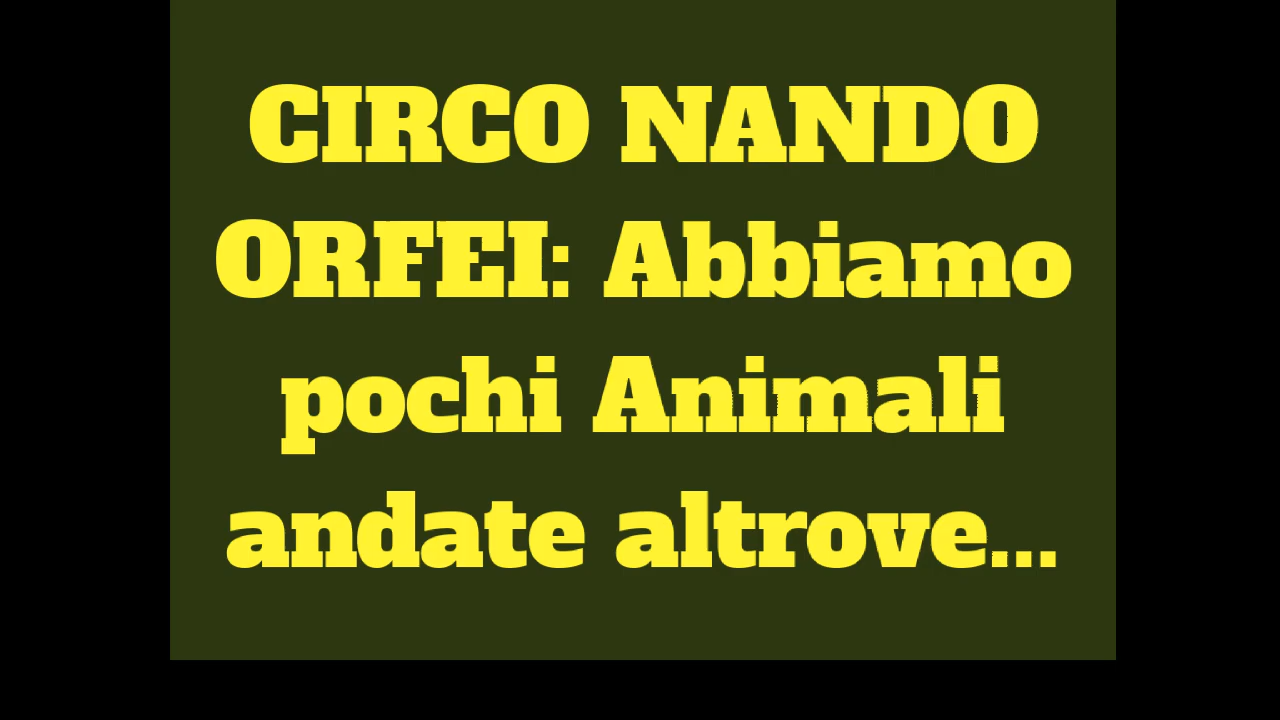 CIRCO NANDO
ORFEI: Abbiamo
pochi Animali
andate altrove...